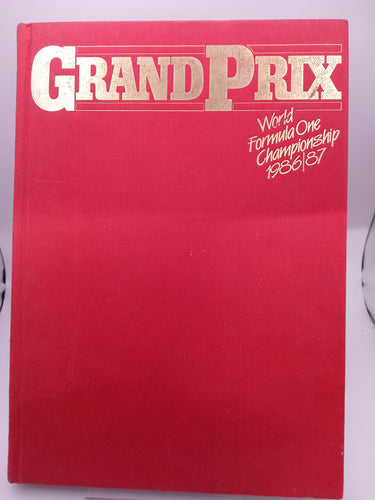 GRAND PRIX
World
Formula One
Championship
1986/87